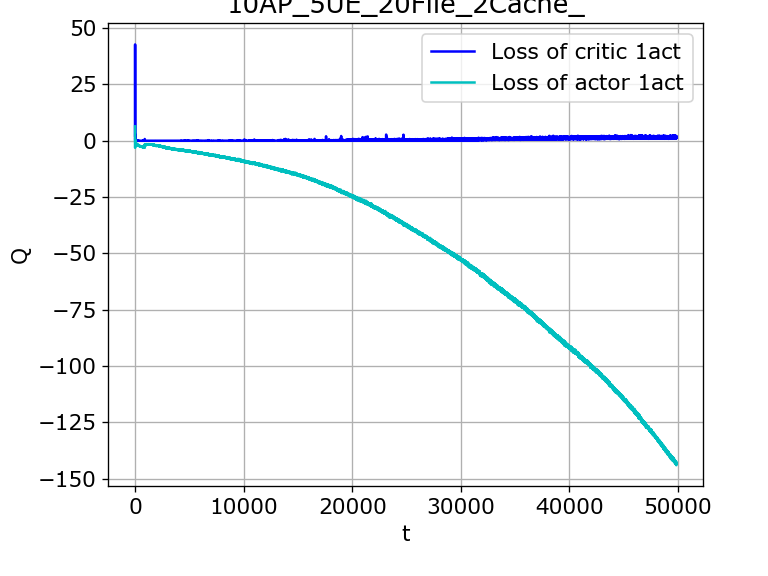 10AP_5UE_20File_2Cache_
Loss of critic 1act
Loss of actor 1act
50
25
0
−25
−50
−75
−100
−125
−150
Q
0 10000 20000 30000 40000 50000
t